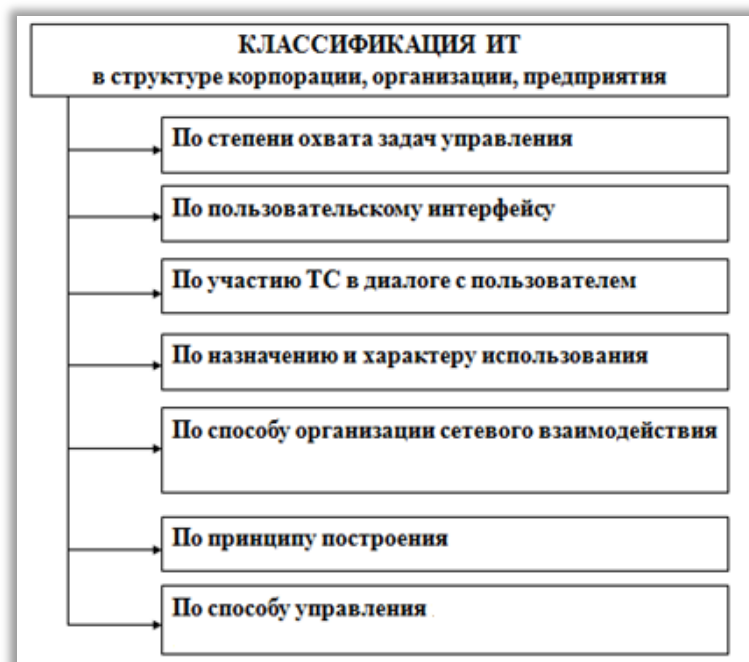 КЛАССИФИКАЦИЯ ИТ
в структуре корпорации, организации, предприятия
По степени охвата задач управления
По пользовательскому интерфейсу
По участию ТС в диалоге с пользователем
По назначению и характеру использования
По способу организации сетевого взаимодействия
По принципу построения
По способу управления